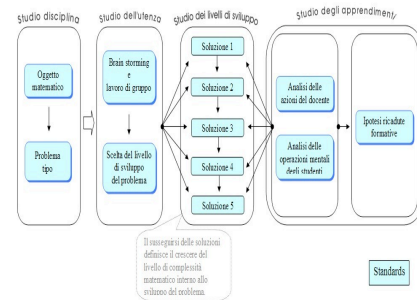 Studio disciplina
Studio dell'utenza
Studio dei livelli di sviluppo
Studio degli apprendimenti
Oggetto
matematico
Problema
tipo
Brain storming
e
lavoro di gruppo
Scelta del livello
di sviluppo
del problema
Soluzione 1
Soluzione 2
Soluzione 3
Soluzione 4
Soluzione 5
Analisi delle
azioni del docente
Analisi delle
operazioni mentali
degli studenti
Ipotesi ricadute
formative
Il susseguirsi delle soluzioni
definisce il crescere del
livello di complessità
matematico interno allo
sviluppo del problema.
Standards